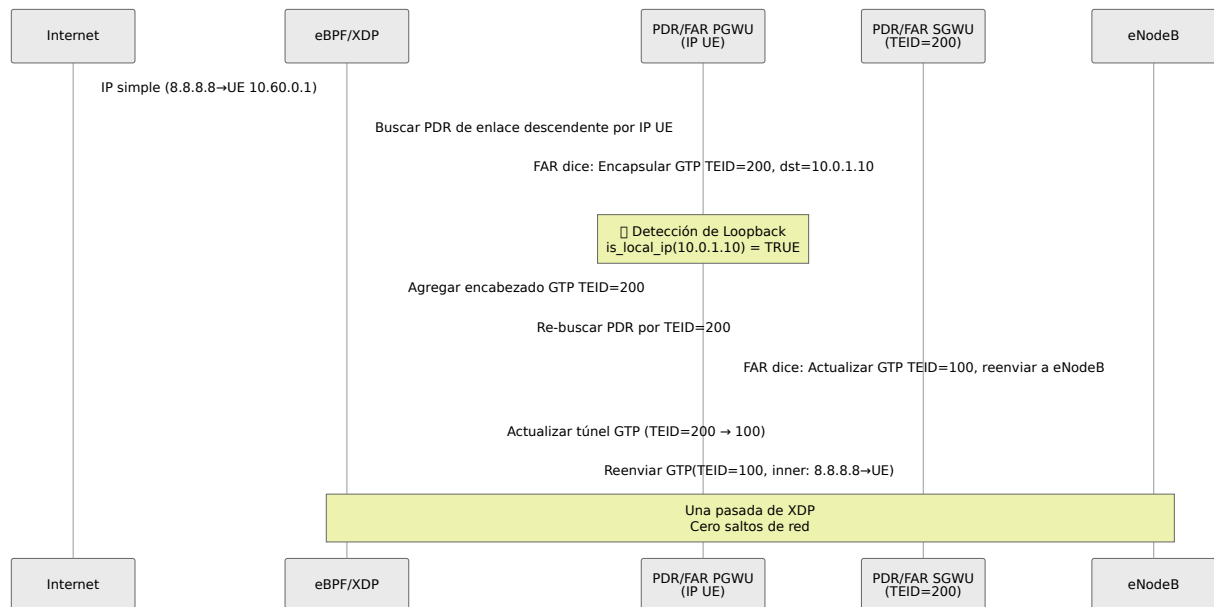 Internet
eBPF/XDP
PDR/FAR PGWU
(IP UE)
PDR/FAR SGWU
(TEID=200)
eNodeB
IP simple (8.8.8.8→UE 10.60.0.1)
Buscar PDR de enlace descendente por IP UE
FAR dice: Encapsular GTP TEID=200, dst=10.0.1.10
Detección de Loopback
is_local_ip(10.0.1.10) = TRUE
Agregar encabezado GTP TEID=200
Re-buscar PDR por TEID=200
FAR dice: Actualizar GTP TEID=100, reenviar a eNodeB
Actualizar túnel GTP (TEID=200 → 100)
Reenviar GTP(TEID=100, inner: 8.8.8.8→UE)
Una pasada de XDP
Cero saltos de red
Internet
eBPF/XDP
PDR/FAR PGWU
(IP UE)
PDR/FAR SGWU
(TEID=200)
eNodeB